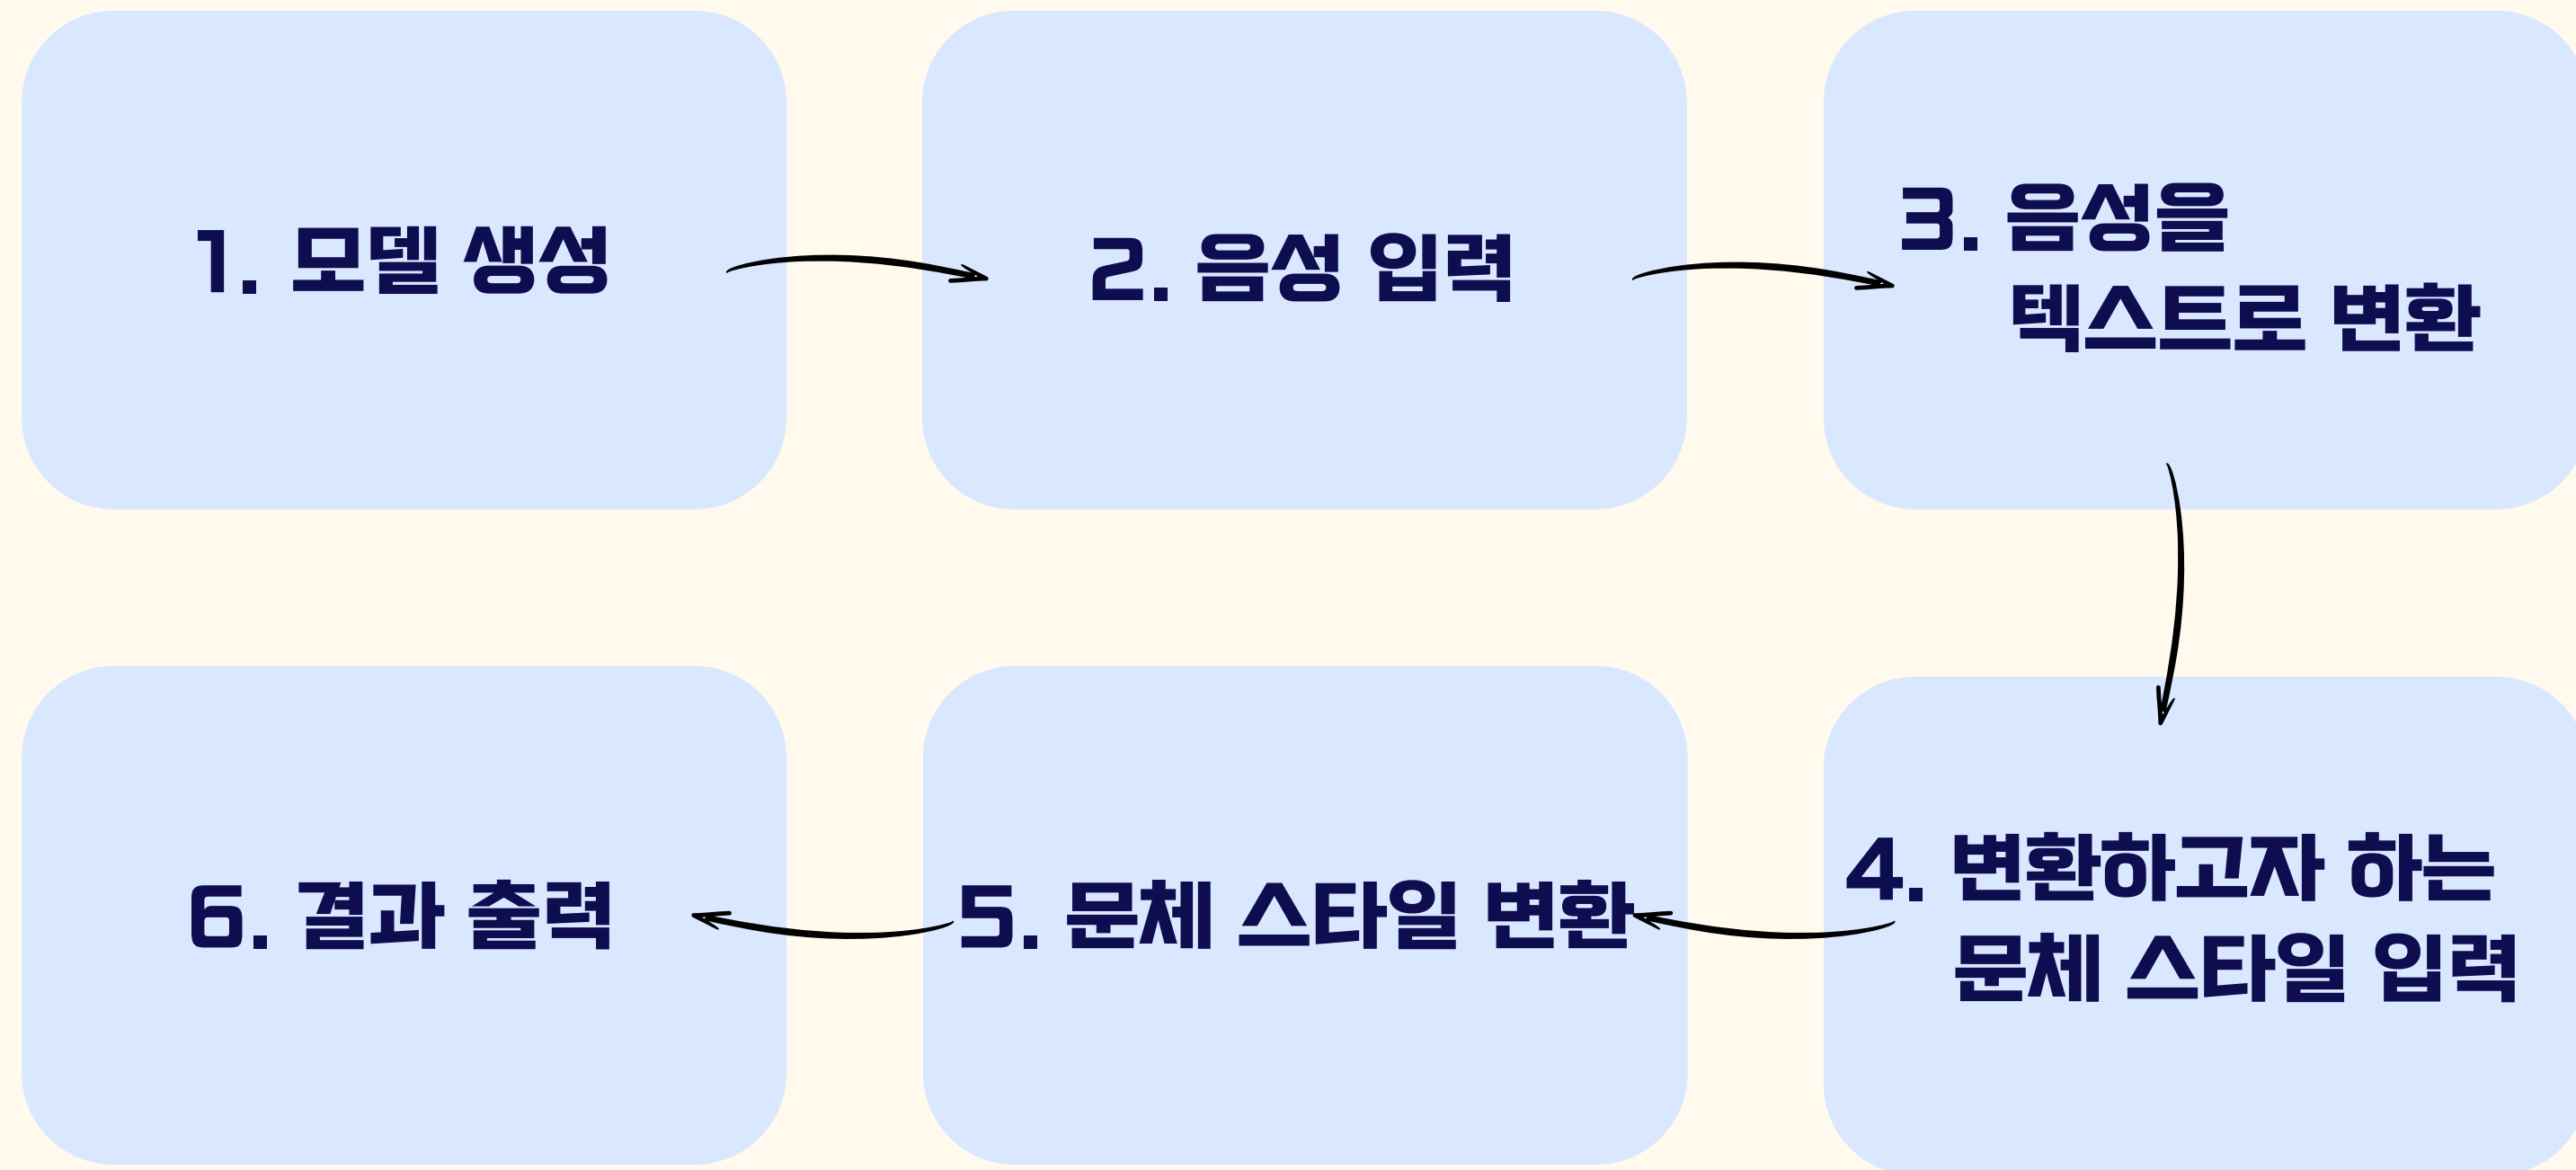 1. 모델 생성
2. 음성 입력
3. 음성을
텍스트로 변환
4. 변환하고자 하는
문체 스타일 입력
5. 문체 스타일 변환
6. 결과 출력